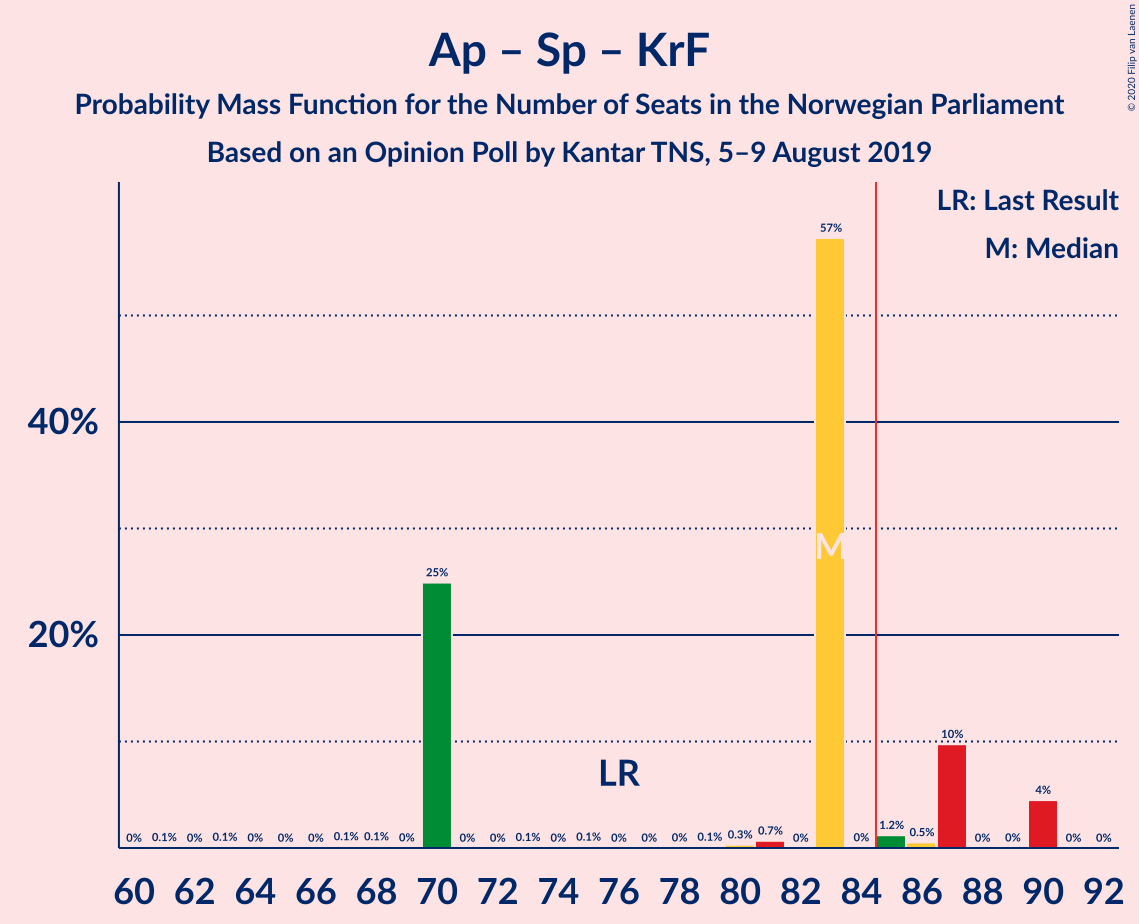 Ap – Sp – KrF
Probability Mass Function for the Number of Seats in the Norwegian Parliament
Based on an Opinion Poll by Kantar TNS, 5–9 August 2019
© 2020 Filip van Laenen
LR: Last Result
M: Median
40%
20%
0% 0.1% 0% 0.1% 0% 0% 0% 0.1% 0.1% 0% 25% 0% 0% 0.1% 0% 0.1% 0% 0% 0% 0.1% 0.3% 0.7% 0% 57% 0% 1.2% 0.5% 10% 0% 0% 4% 0% 0%
LR
M
60 62 64 66 68 70 72 74 76 78 80 82 84 86 88 90 92